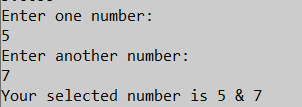 Enter one number:
5
Enter another number:
7
Your selected number is 5 & 7